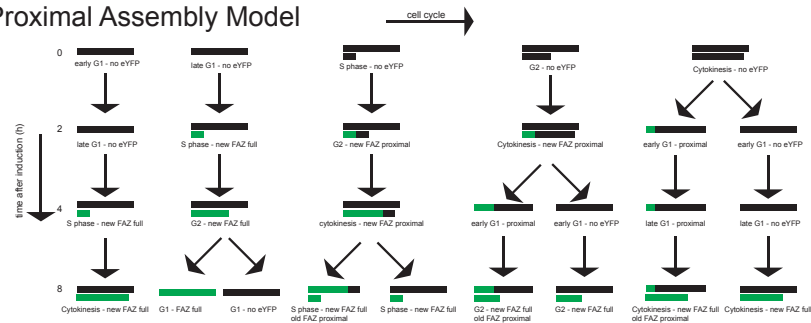 Proximal Assembly Model
cell cycle
time after induction (h)
0
early G1 - no eYFP
late G1 - no eYFP
S phase - no eYFP
G2 - no eYFP
Cytokinesis - no eYFP
2
late G1 - no eYFP
S phase - new FAZ full
G2 - new FAZ proximal
Cytokinesis - new FAZ proximal
early G1 - proximal
early G1 - no eYFP
4
S phase - new FAZ full
G2 - new FAZ full
cytokinesis - new FAZ proximal
early G1 - proximal
early G1 - no eYFP
late G1 - proximal
late G1 - no eYFP
8
Cytokinesis - new FAZ full
G1 - FAZ full
G1 - no eYFP
S phase - new FAZ full
old FAZ proximal
S phase - new FAZ full
G2 - new FAZ full
old FAZ proximal
G2 - new FAZ full
Cytokinesis - new FAZ full
old FAZ proximal
Cytokinesis - new FAZ full